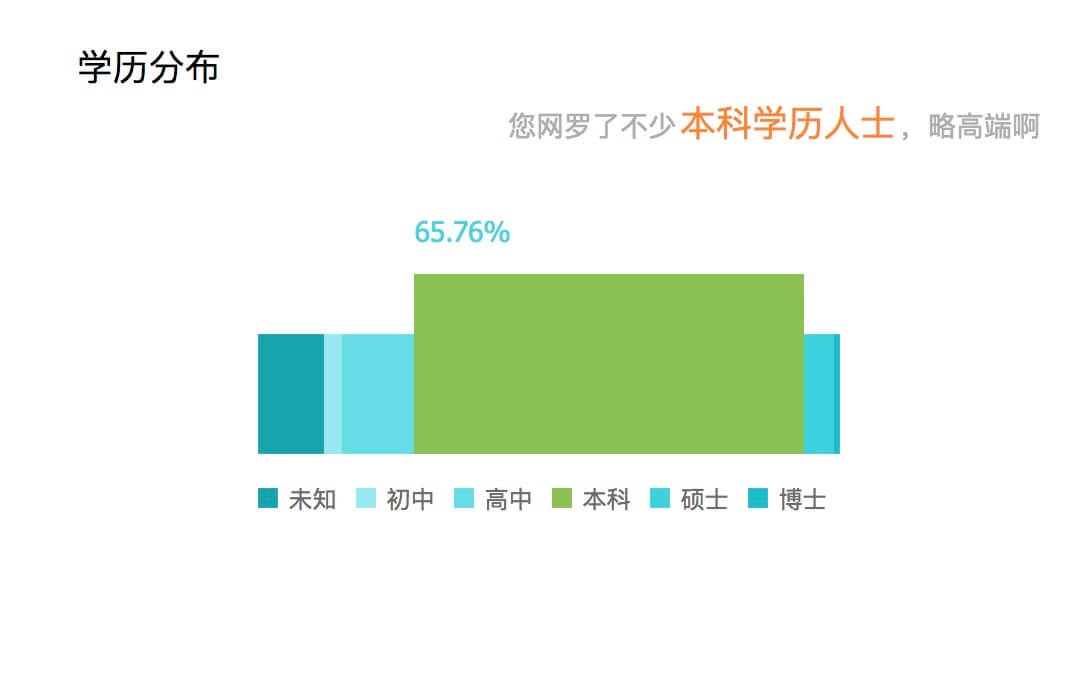 学历分布
您网罗了不少本科学历人士，略高端啊
65.76%
未知 初中 高中 本科 硕士 博士